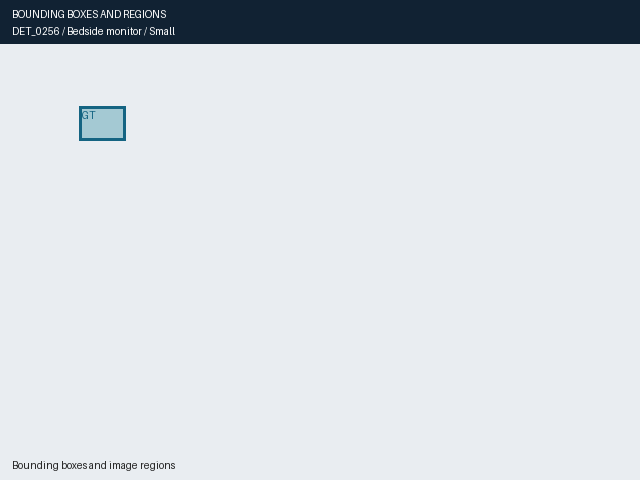 BOUNDING BOXES AND REGIONS
DET_0256 / Bedside monitor / Small
GT
Bounding boxes and image regions